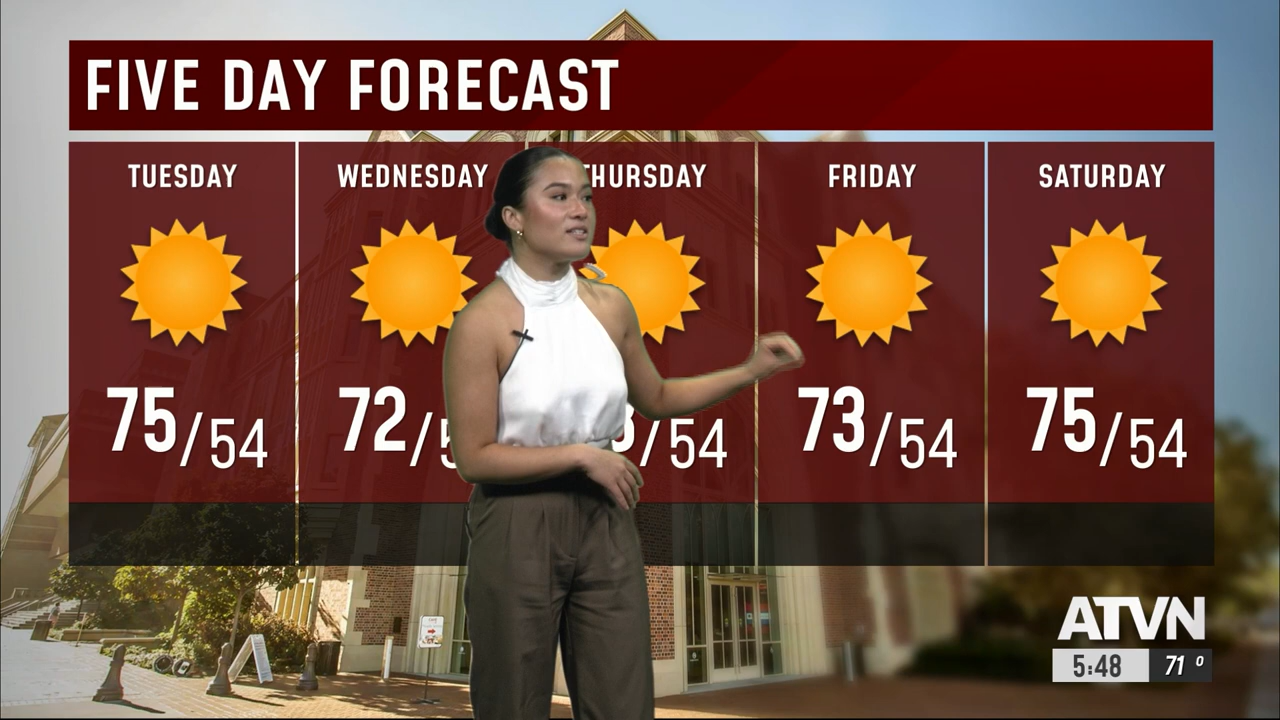 FIVE DAY FORECAST
TUESDAY WEDNESDAY THURSDAY FRIDAY SATURDAY
75/54 72/5 /54 73/54 75/54
ATVN
5:48 71°